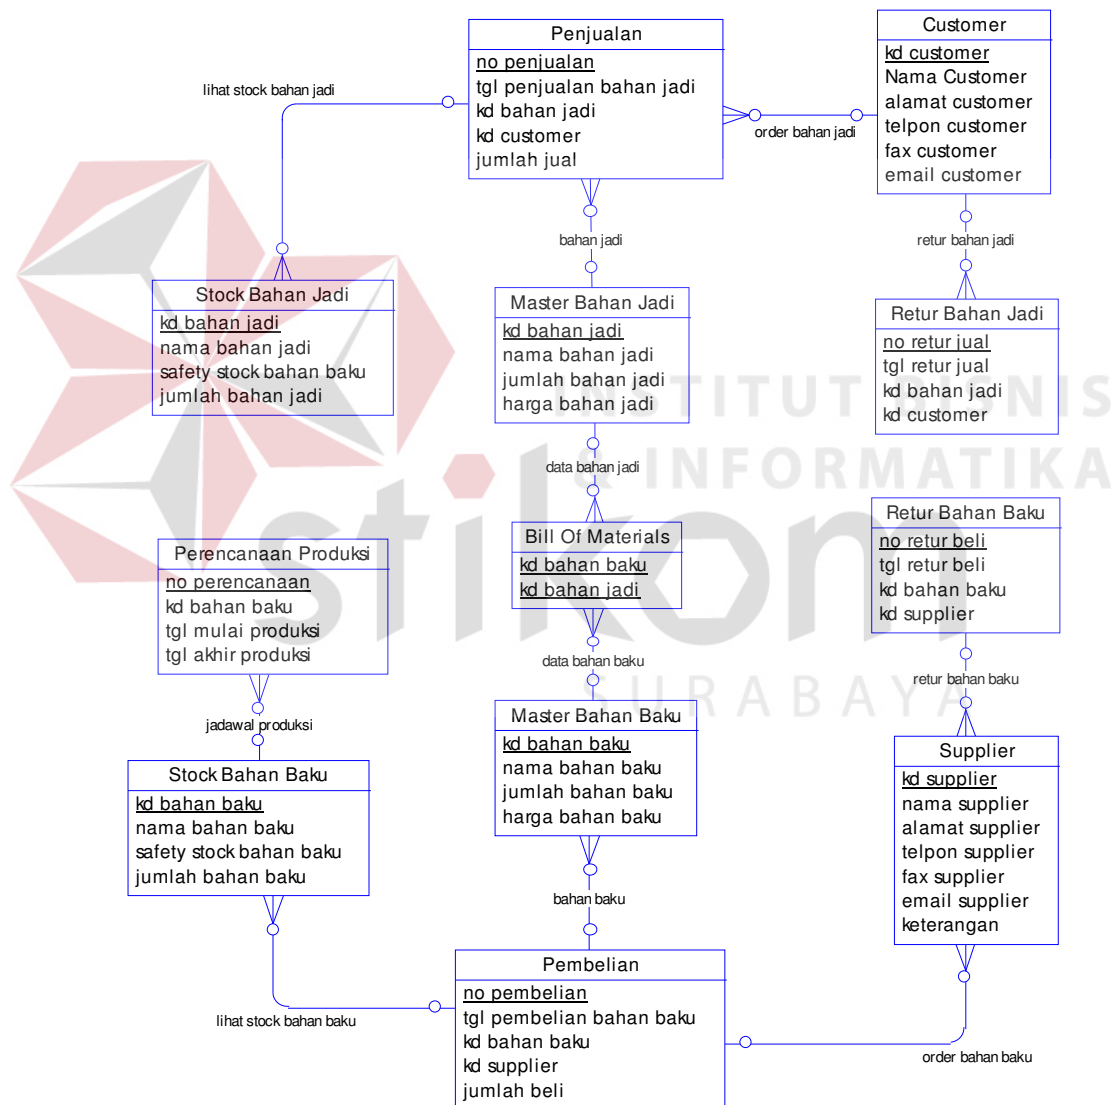 Penjualan
no penjualan
tgl penjualan bahan jadi
kd bahan jadi
kd customer
jumlah jual
Customer
kd customer
Nama Customer
alamat customer
telpon customer
fax customer
email customer
lihat stock bahan jadi
order bahan jadi
bahan jadi
retur bahan jadi
Stock Bahan Jadi
kd bahan jadi
nama bahan jadi
safety stock bahan baku
jumlah bahan jadi
Master Bahan Jadi
kd bahan jadi
nama bahan jadi
jumlah bahan jadi
harga bahan jadi
Retur Bahan Jadi
no retur jual
tgl retur jual
kd bahan jadi
kd customer
INSTITUT BISNIS
& INFORMATIKA
stikom
SURABAYA
data bahan jadi
Perencanaan Produksi
no perencanaan
kd bahan baku
tgl mulai produksi
tgl akhir produksi
Bill Of Materials
kd bahan baku
kd bahan jadi
Retur Bahan Baku
no retur beli
tgl retur beli
kd bahan baku
kd supplier
data bahan baku
retur bahan baku
jadawal produksi
Stock Bahan Baku
kd bahan baku
nama bahan baku
safety stock bahan baku
jumlah bahan baku
Master Bahan Baku
kd bahan baku
nama bahan baku
jumlah bahan baku
harga bahan baku
Supplier
kd supplier
nama supplier
alamat supplier
telpon supplier
fax supplier
email supplier
keterangan
bahan baku
lihat stock bahan baku
Pembelian
no pembelian
tgl pembelian bahan baku
kd bahan baku
kd supplier
jumlah beli
order bahan baku